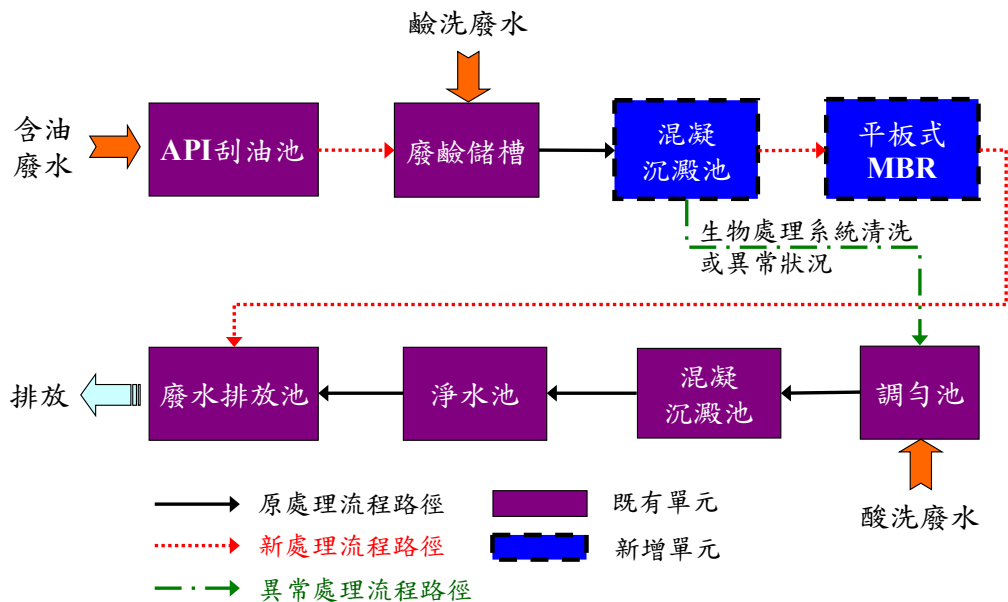 鹼洗廢水
含油
廢水
API刮油池
廢鹼儲槽
混凝
沉澱池
平板式
MBR
生物處理系統清洗
或異常狀況
排放
廢水排放池
淨水池
混凝
沉澱池
調勻池
酸洗廢水
原處理流程路徑
既有單元
新處理流程路徑
新增單元
異常處理流程路徑